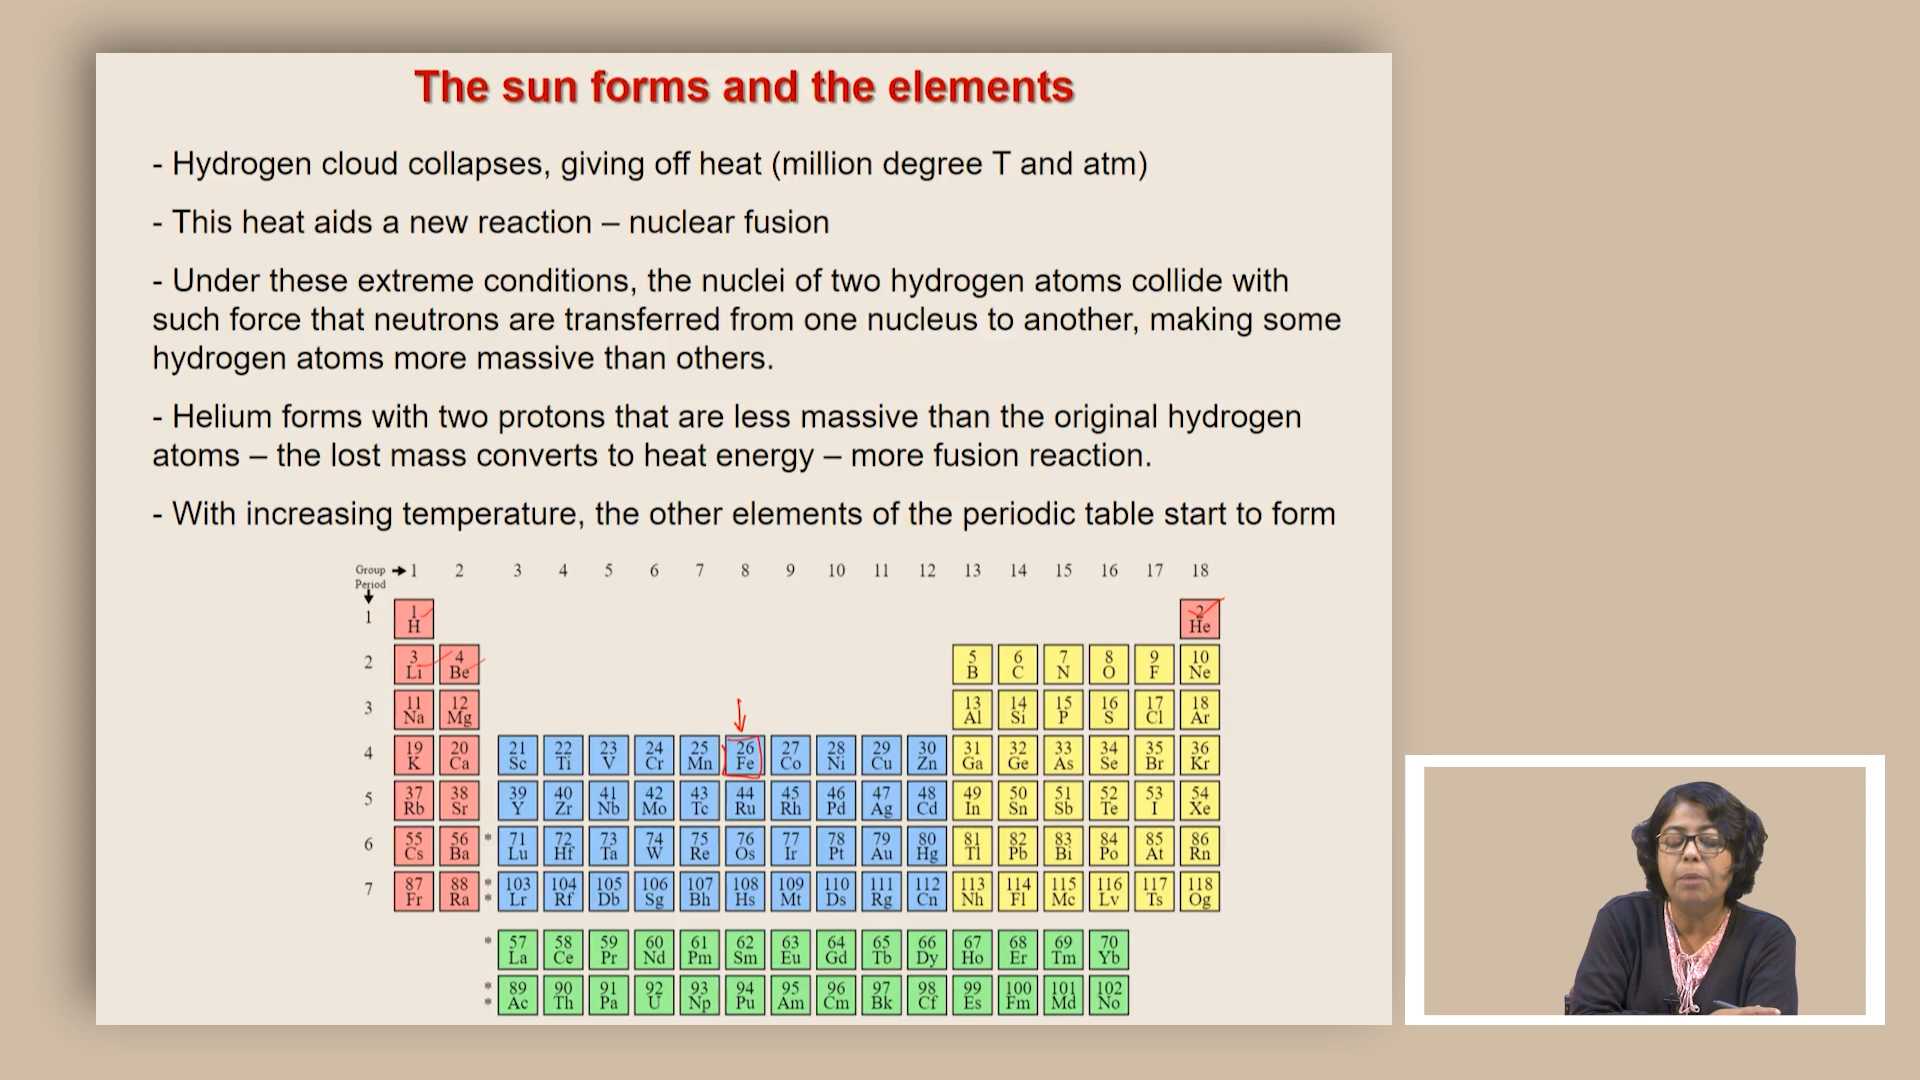 The sun forms and the elements
- Hydrogen cloud collapses, giving off heat (million degree T and atm)
- This heat aids a new reaction – nuclear fusion
- Under these extreme conditions, the nuclei of two hydrogen atoms collide with
such force that neutrons are transferred from one nucleus to another, making some
hydrogen atoms more massive than others.
- Helium forms with two protons that are less massive than the original hydrogen
atoms – the lost mass converts to heat energy – more fusion reaction.
- With increasing temperature, the other elements of the periodic table start to form
Group → 1 2 3 4 5 6 7 8 9 10 11 12 13 14 15 16 17 18
Period
↓
1 1 2
H He
2 3 4 5 6 7 8 9 10
Li Be B C N O F Ne
3 11 12 13 14 15 16 17 18
Na Mg Al Si P S Cl Ar
4 19 20 21 22 23 24 25 26 27 28 29 30 31 32 33 34 35 36
K Ca Sc Ti V Cr Mn Fe Co Ni Cu Zn Ga Ge As Se Br Kr
5 37 38 39 40 41 42 43 44 45 46 47 48 49 50 51 52 53 54
Rb Sr Y Zr Nb Mo Tc Ru Rh Pd Ag Cd In Sn Sb Te I Xe
6 55 56 * 71 72 73 74 75 76 77 78 79 80 81 82 83 84 85 86
Cs Ba Lu Hf Ta W Re Os Ir Pt Au Hg Tl Pb Bi Po At Rn
7 87 88 * 103 104 105 106 107 108 109 110 111 112 113 114 115 116 117 118
Fr Ra * Lr Rf Db Sg Bh Hs Mt Ds Rg Cn Nh Fl Mc Lv Ts Og
* 57 58 59 60 61 62 63 64 65 66 67 68 69 70
La Ce Pr Nd Pm Sm Eu Gd Tb Dy Ho Er Tm Yb
* 89 90 91 92 93 94 95 96 97 98 99 100 101 102
* Ac Th Pa U Np Pu Am Cm Bk Cf Es Fm Md No